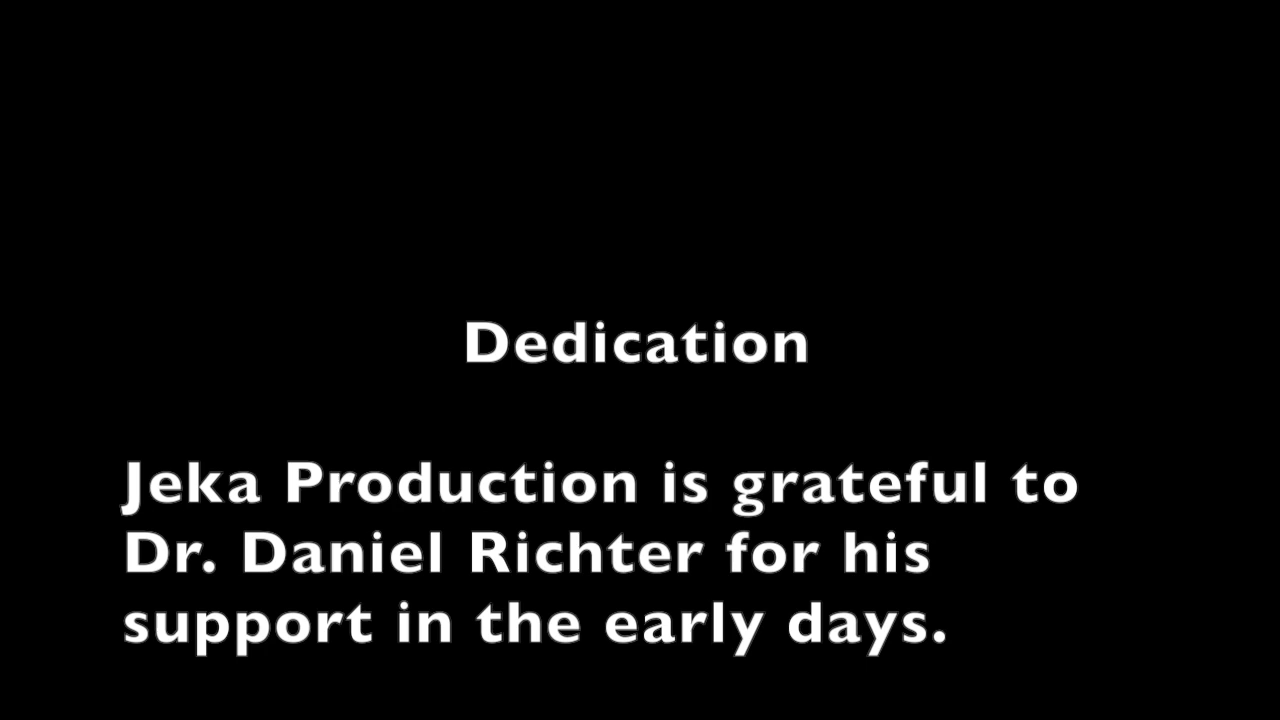 Dedication
Jeka Production is grateful to
Dr. Daniel Richter for his
support in the early days.